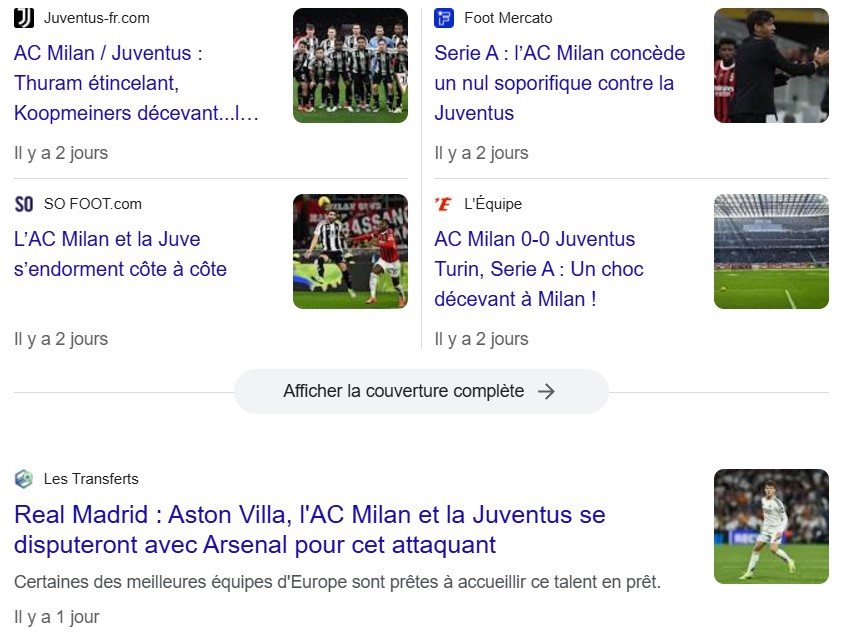 Juventus-fr.com
AC Milan / Juventus :
Thuram étincelant,
Koopmeiners décevant...l…
Il y a 2 jours
Foot Mercato
Serie A : l’AC Milan concède
un nul soporifique contre la
Juventus
Il y a 2 jours
SO SO FOOT.com
L’AC Milan et la Juve
s’endorment côte à côte
Il y a 2 jours
L'Équipe
AC Milan 0-0 Juventus
Turin, Serie A : Un choc
décevant à Milan !
Il y a 2 jours
Afficher la couverture complète
Les Transferts
Real Madrid : Aston Villa, l'AC Milan et la Juventus se
disputeront avec Arsenal pour cet attaquant
Certaines des meilleures équipes d'Europe sont prêtes à accueillir ce talent en prêt.
Il y a 1 jour